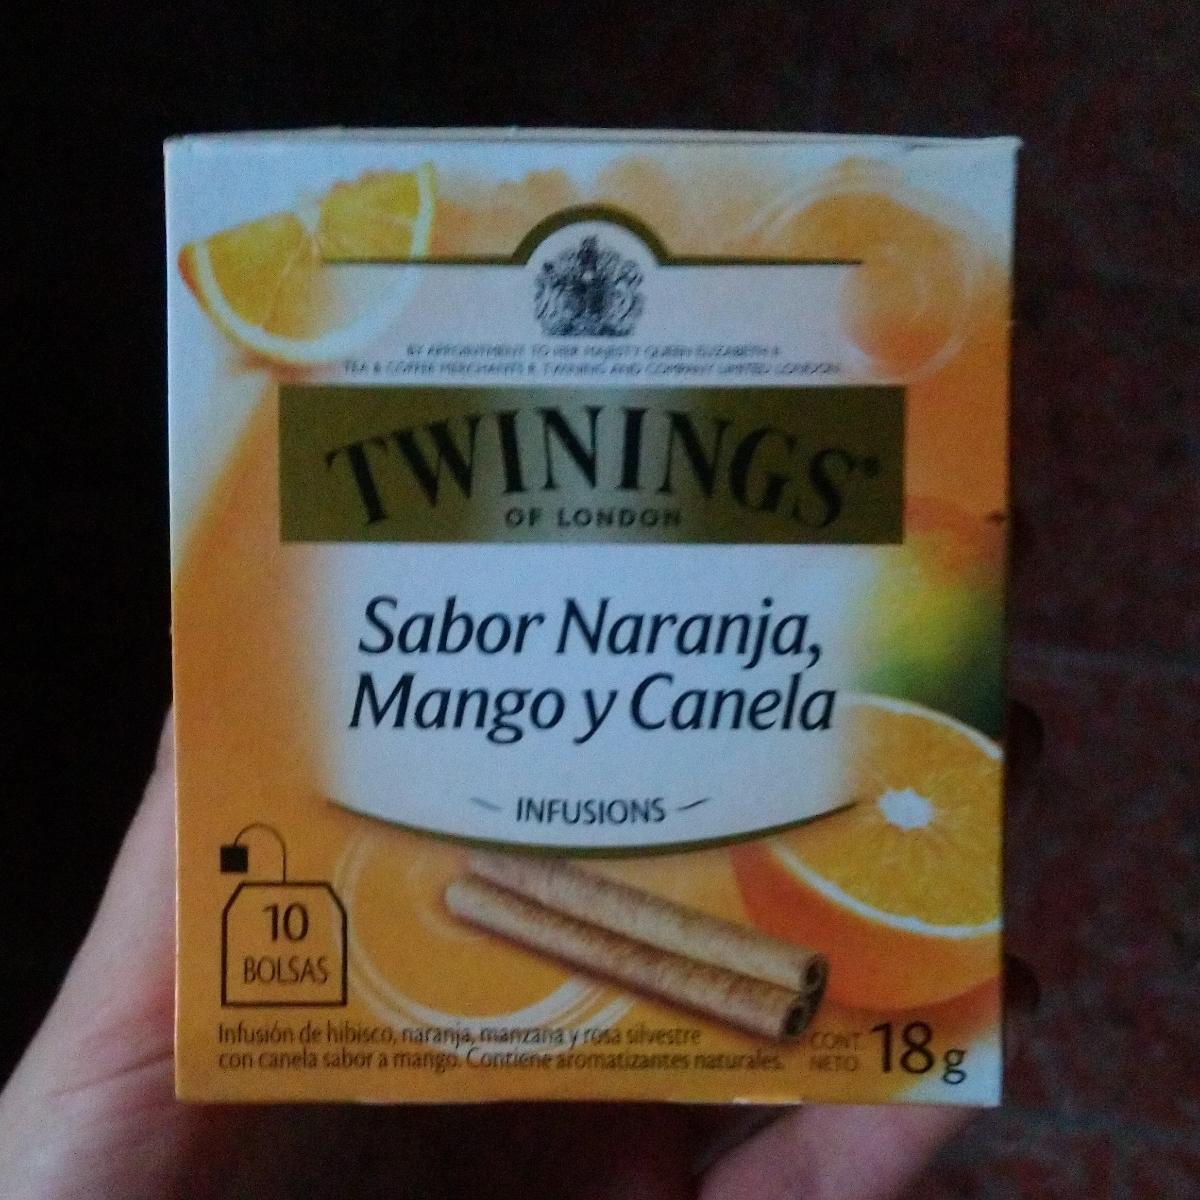 BY APPOINTMENT TO HER MAJESTY QUEEN ELIZABETH II
TEA & COFFEE MERCHANTS R. TWINING AND COMPANY LIMITED LONDON
TWININGS®
OF LONDON
Sabor Naranja,
Mango y Canela
INFUSIONS
10
BOLSAS
Infusión de hibisco, naranja, manzana y rosa silvestre
con canela sabor a mango. Contiene aromatizantes naturales.
CONT.
NETO 18 g